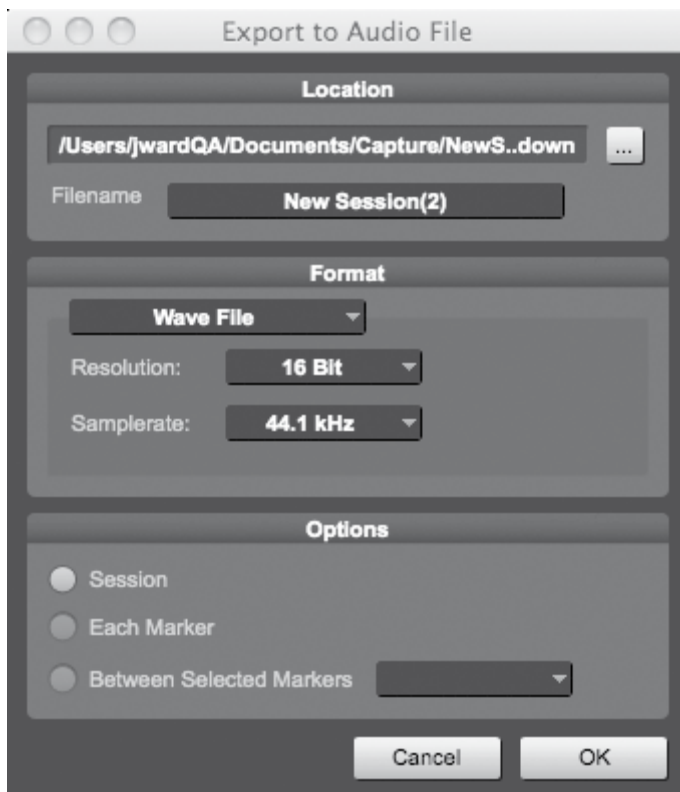 Export to Audio File
Location
/Users/jwardQA/Documents/Capture/NewS..down
...
Filename
New Session(2)
Format
Wave File
Resolution:
16 Bit
Samplerate:
44.1 kHz
Options
Session
Each Marker
Between Selected Markers
Cancel
OK